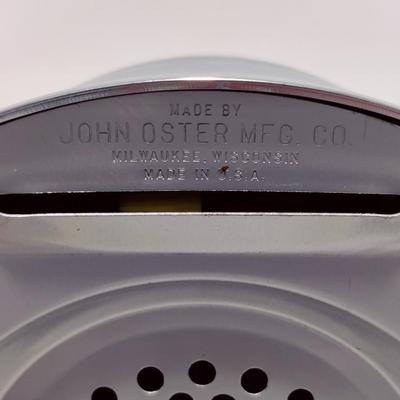 MADE BY
JOHN OSTER MFG. CO.
MILWAUKEE, WISCONSIN
MADE IN U.S.A.